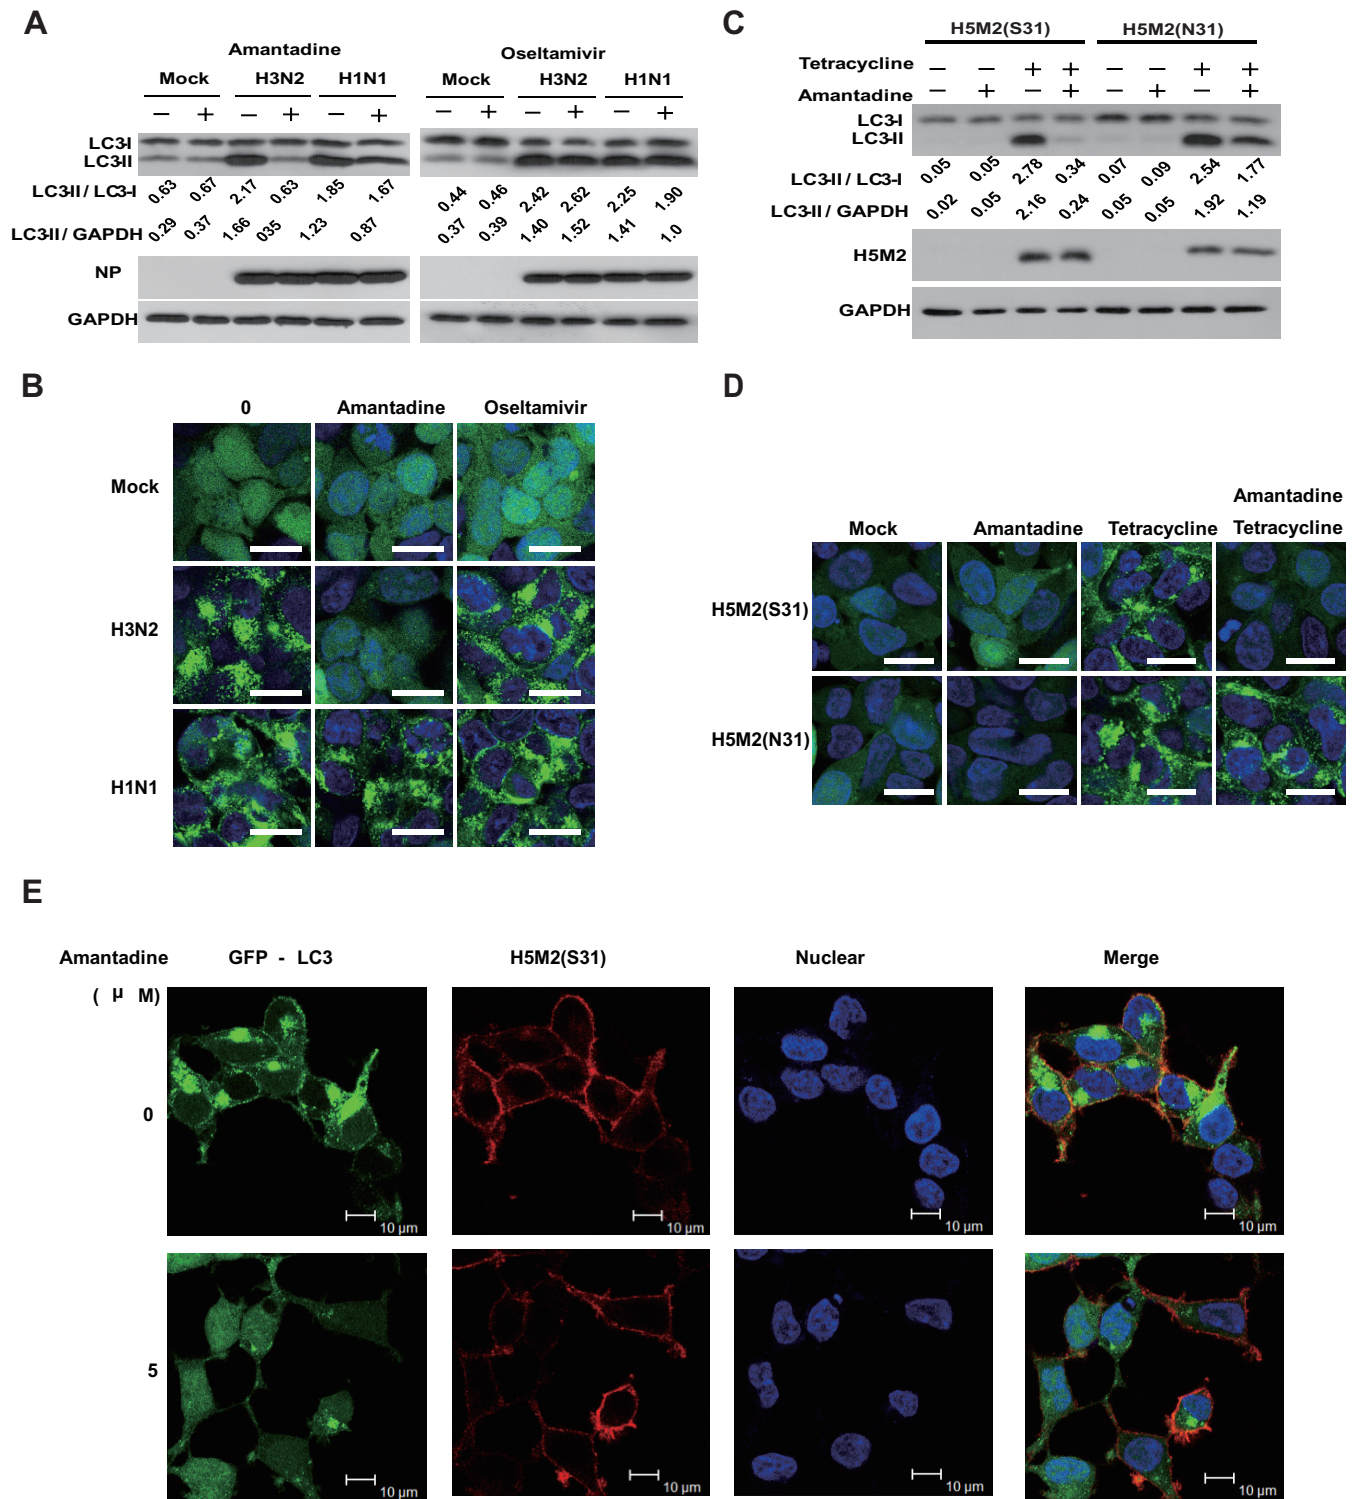 A
Amantadine
Mock H3N2 H1N1
− + − + − +
LC3-I
LC3-II
LC3-II / LC3-I 0.63 0.67 2.17 0.63 1.85 1.67
LC3-II / GAPDH 0.29 0.37 1.66 035 1.23 0.87
NP
GAPDH
Oseltamivir
Mock H3N2 H1N1
− + − + − +
0.44 0.46 2.42 2.62 2.25 1.90
0.37 0.39 1.40 1.52 1.41 1.0
B
0 Amantadine Oseltamivir
Mock
H3N2
H1N1
C
H5M2(S31) H5M2(N31)
Tetracycline − − + + − − + +
Amantadine − + − + − + − +
LC3-I
LC3-II
LC3-II / LC3-I 0.05 0.05 2.78 0.34 0.07 0.09 2.54 1.77
LC3-II / GAPDH 0.02 0.05 2.16 0.24 0.05 0.05 1.92 1.19
H5M2
GAPDH
D
Amantadine
Mock Amantadine Tetracycline Tetracycline
H5M2(S31)
H5M2(N31)
E
Amantadine GFP - LC3 H5M2(S31) Nuclear Merge
( µ M)
0
10 µm 10 µm 10 µm 10 µm
5
10 µm 10 µm 10 µm 10 µm